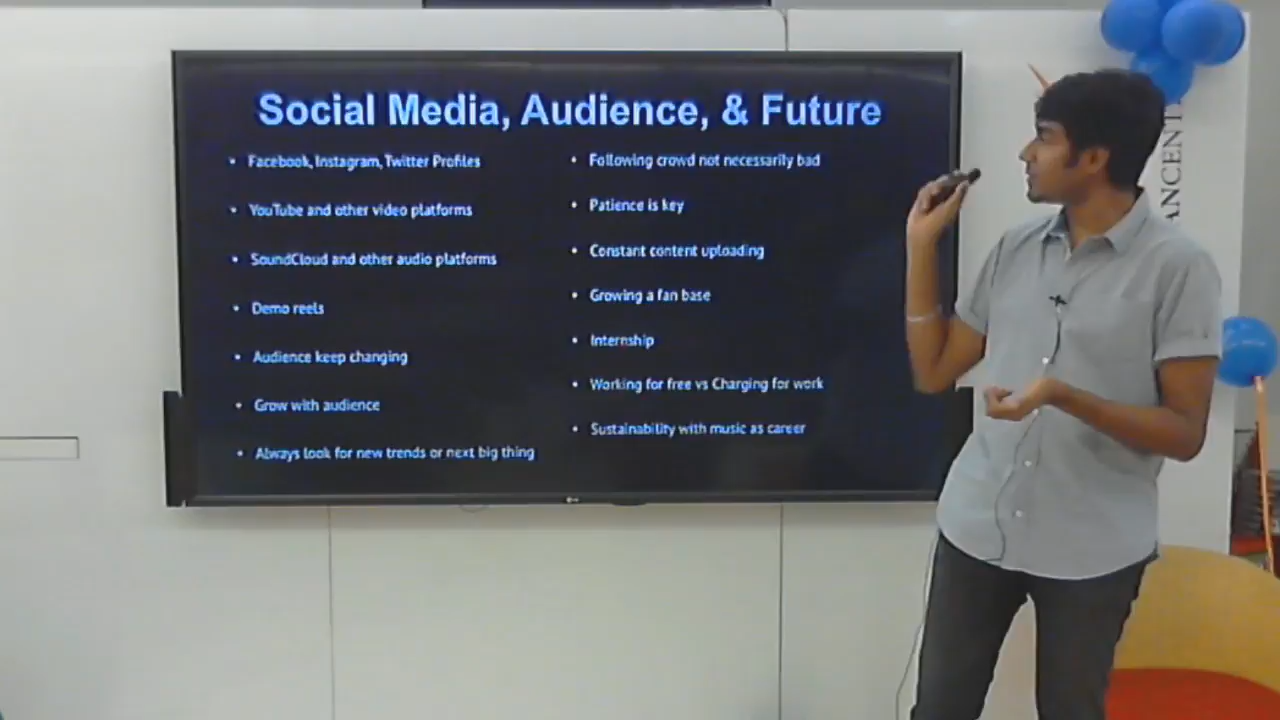 Social Media, Audience, & Future
• Facebook, Instagram, Twitter Profiles
• YouTube and other video platforms
• SoundCloud and other audio platforms
• Demo reels
• Audience keep changing
• Grow with audience
• Always look for new trends or next big thing
• Following crowd not necessarily bad
• Patience is key
• Constant content uploading
• Growing a fan base
• Internship
• Working for free vs Charging for work
• Sustainability with music as career
LG
ANCENT